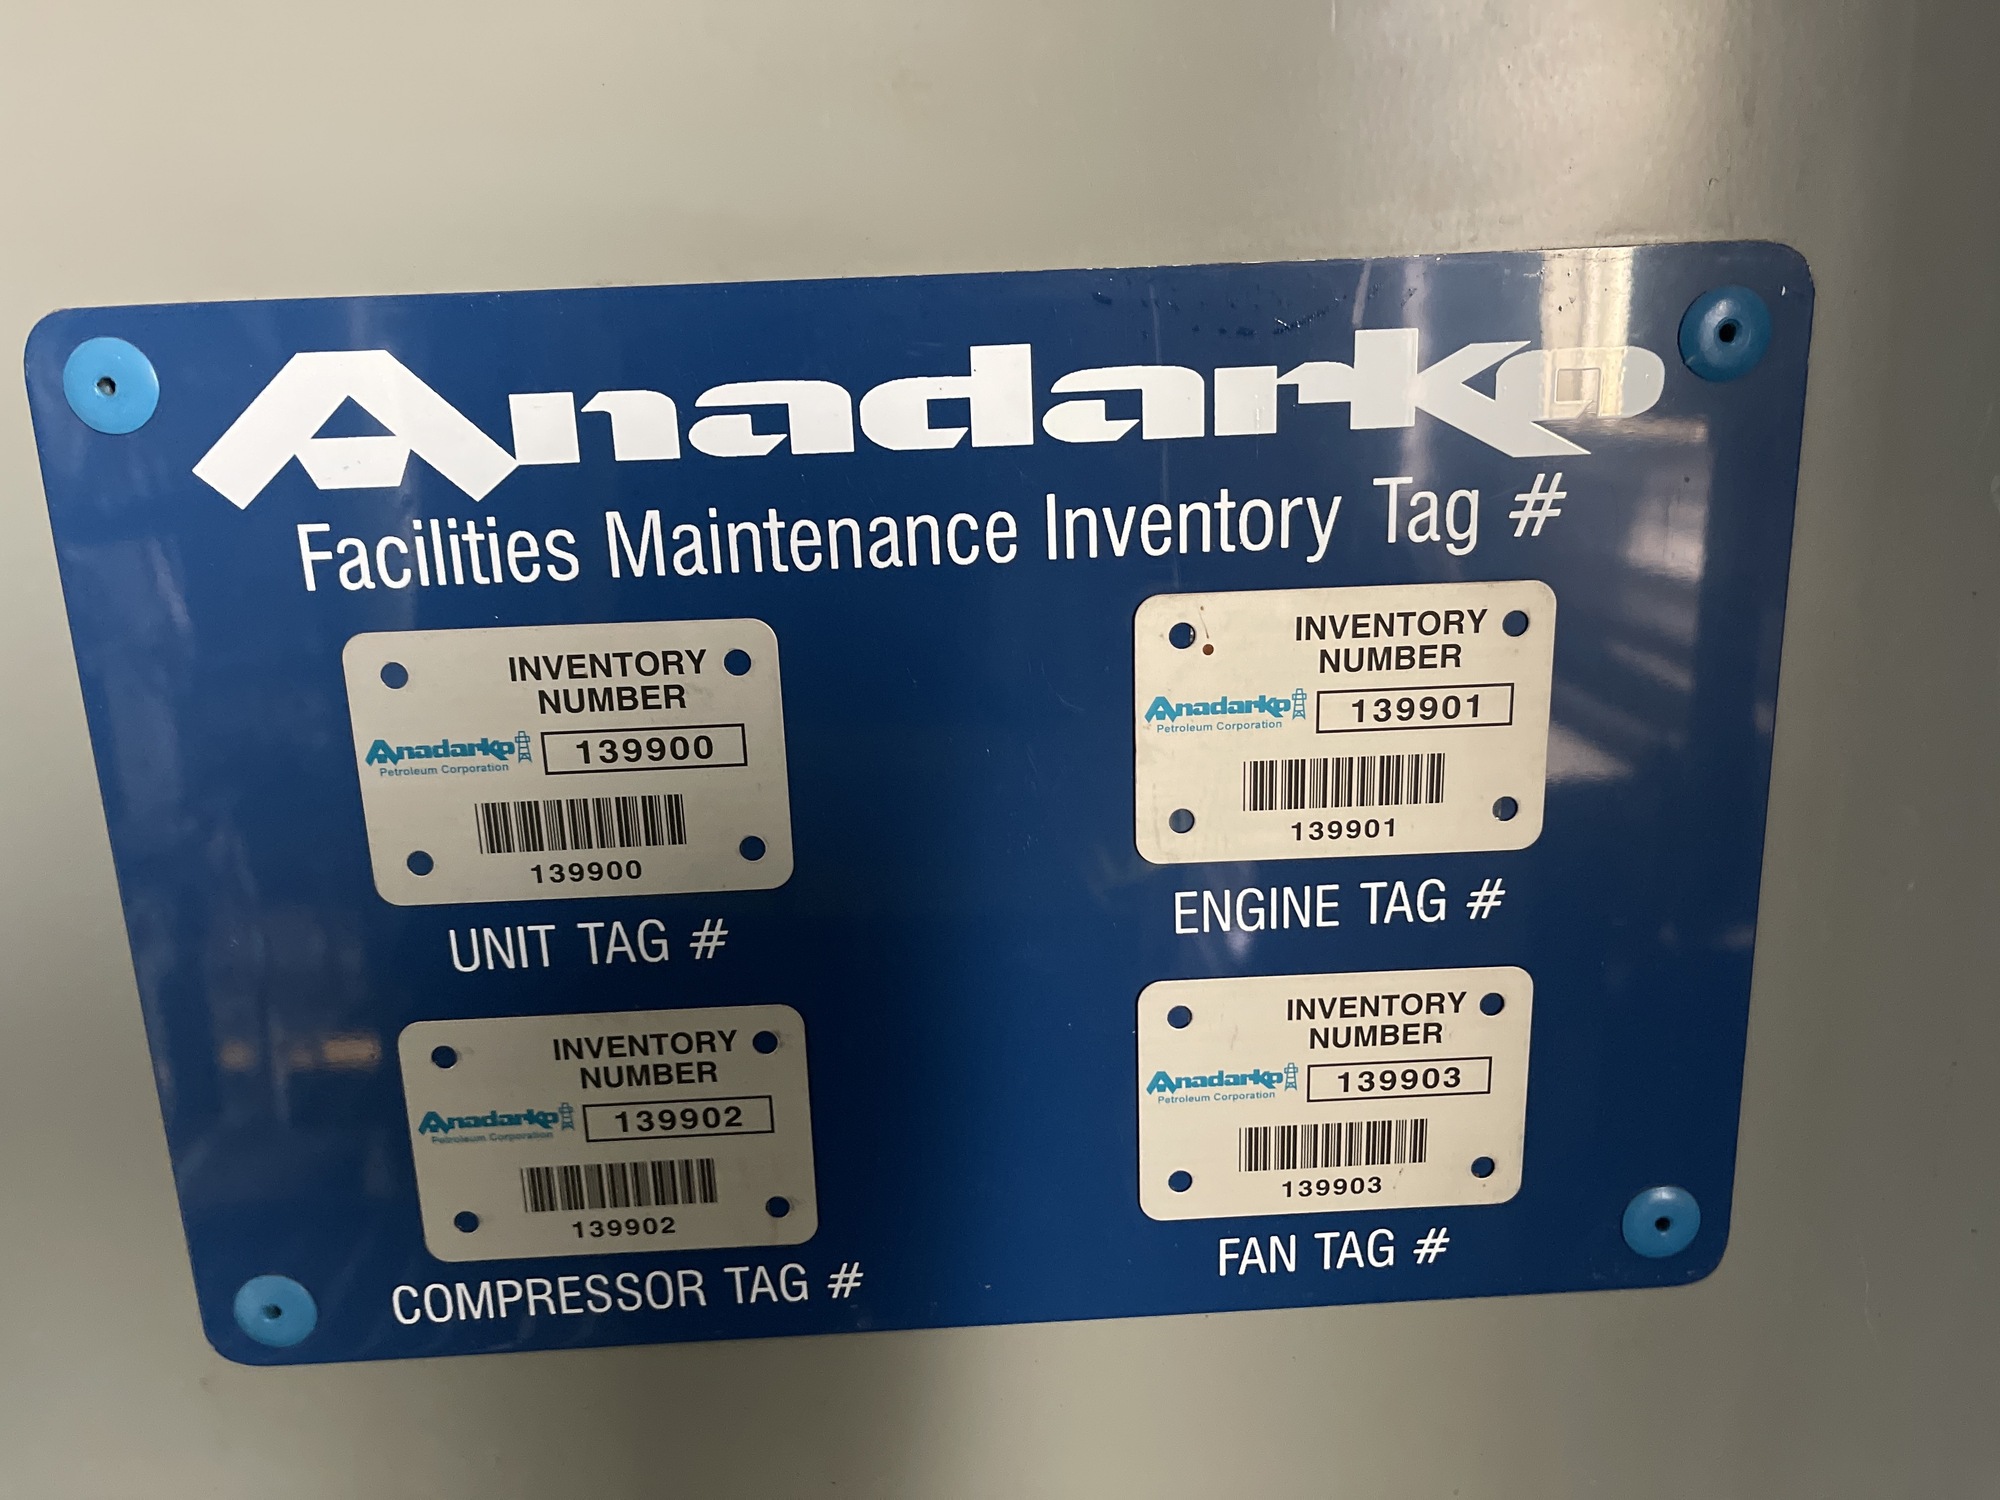 Anadarko
Facilities Maintenance Inventory Tag #
INVENTORY
NUMBER
Anadarko
Petroleum Corporation
139900
139900
UNIT TAG #
INVENTORY
NUMBER
Anadarko
Petroleum Corporation
139901
139901
ENGINE TAG #
INVENTORY
NUMBER
Anadarko
Petroleum Corporation
139902
139902
COMPRESSOR TAG #
INVENTORY
NUMBER
Anadarko
Petroleum Corporation
139903
139903
FAN TAG #